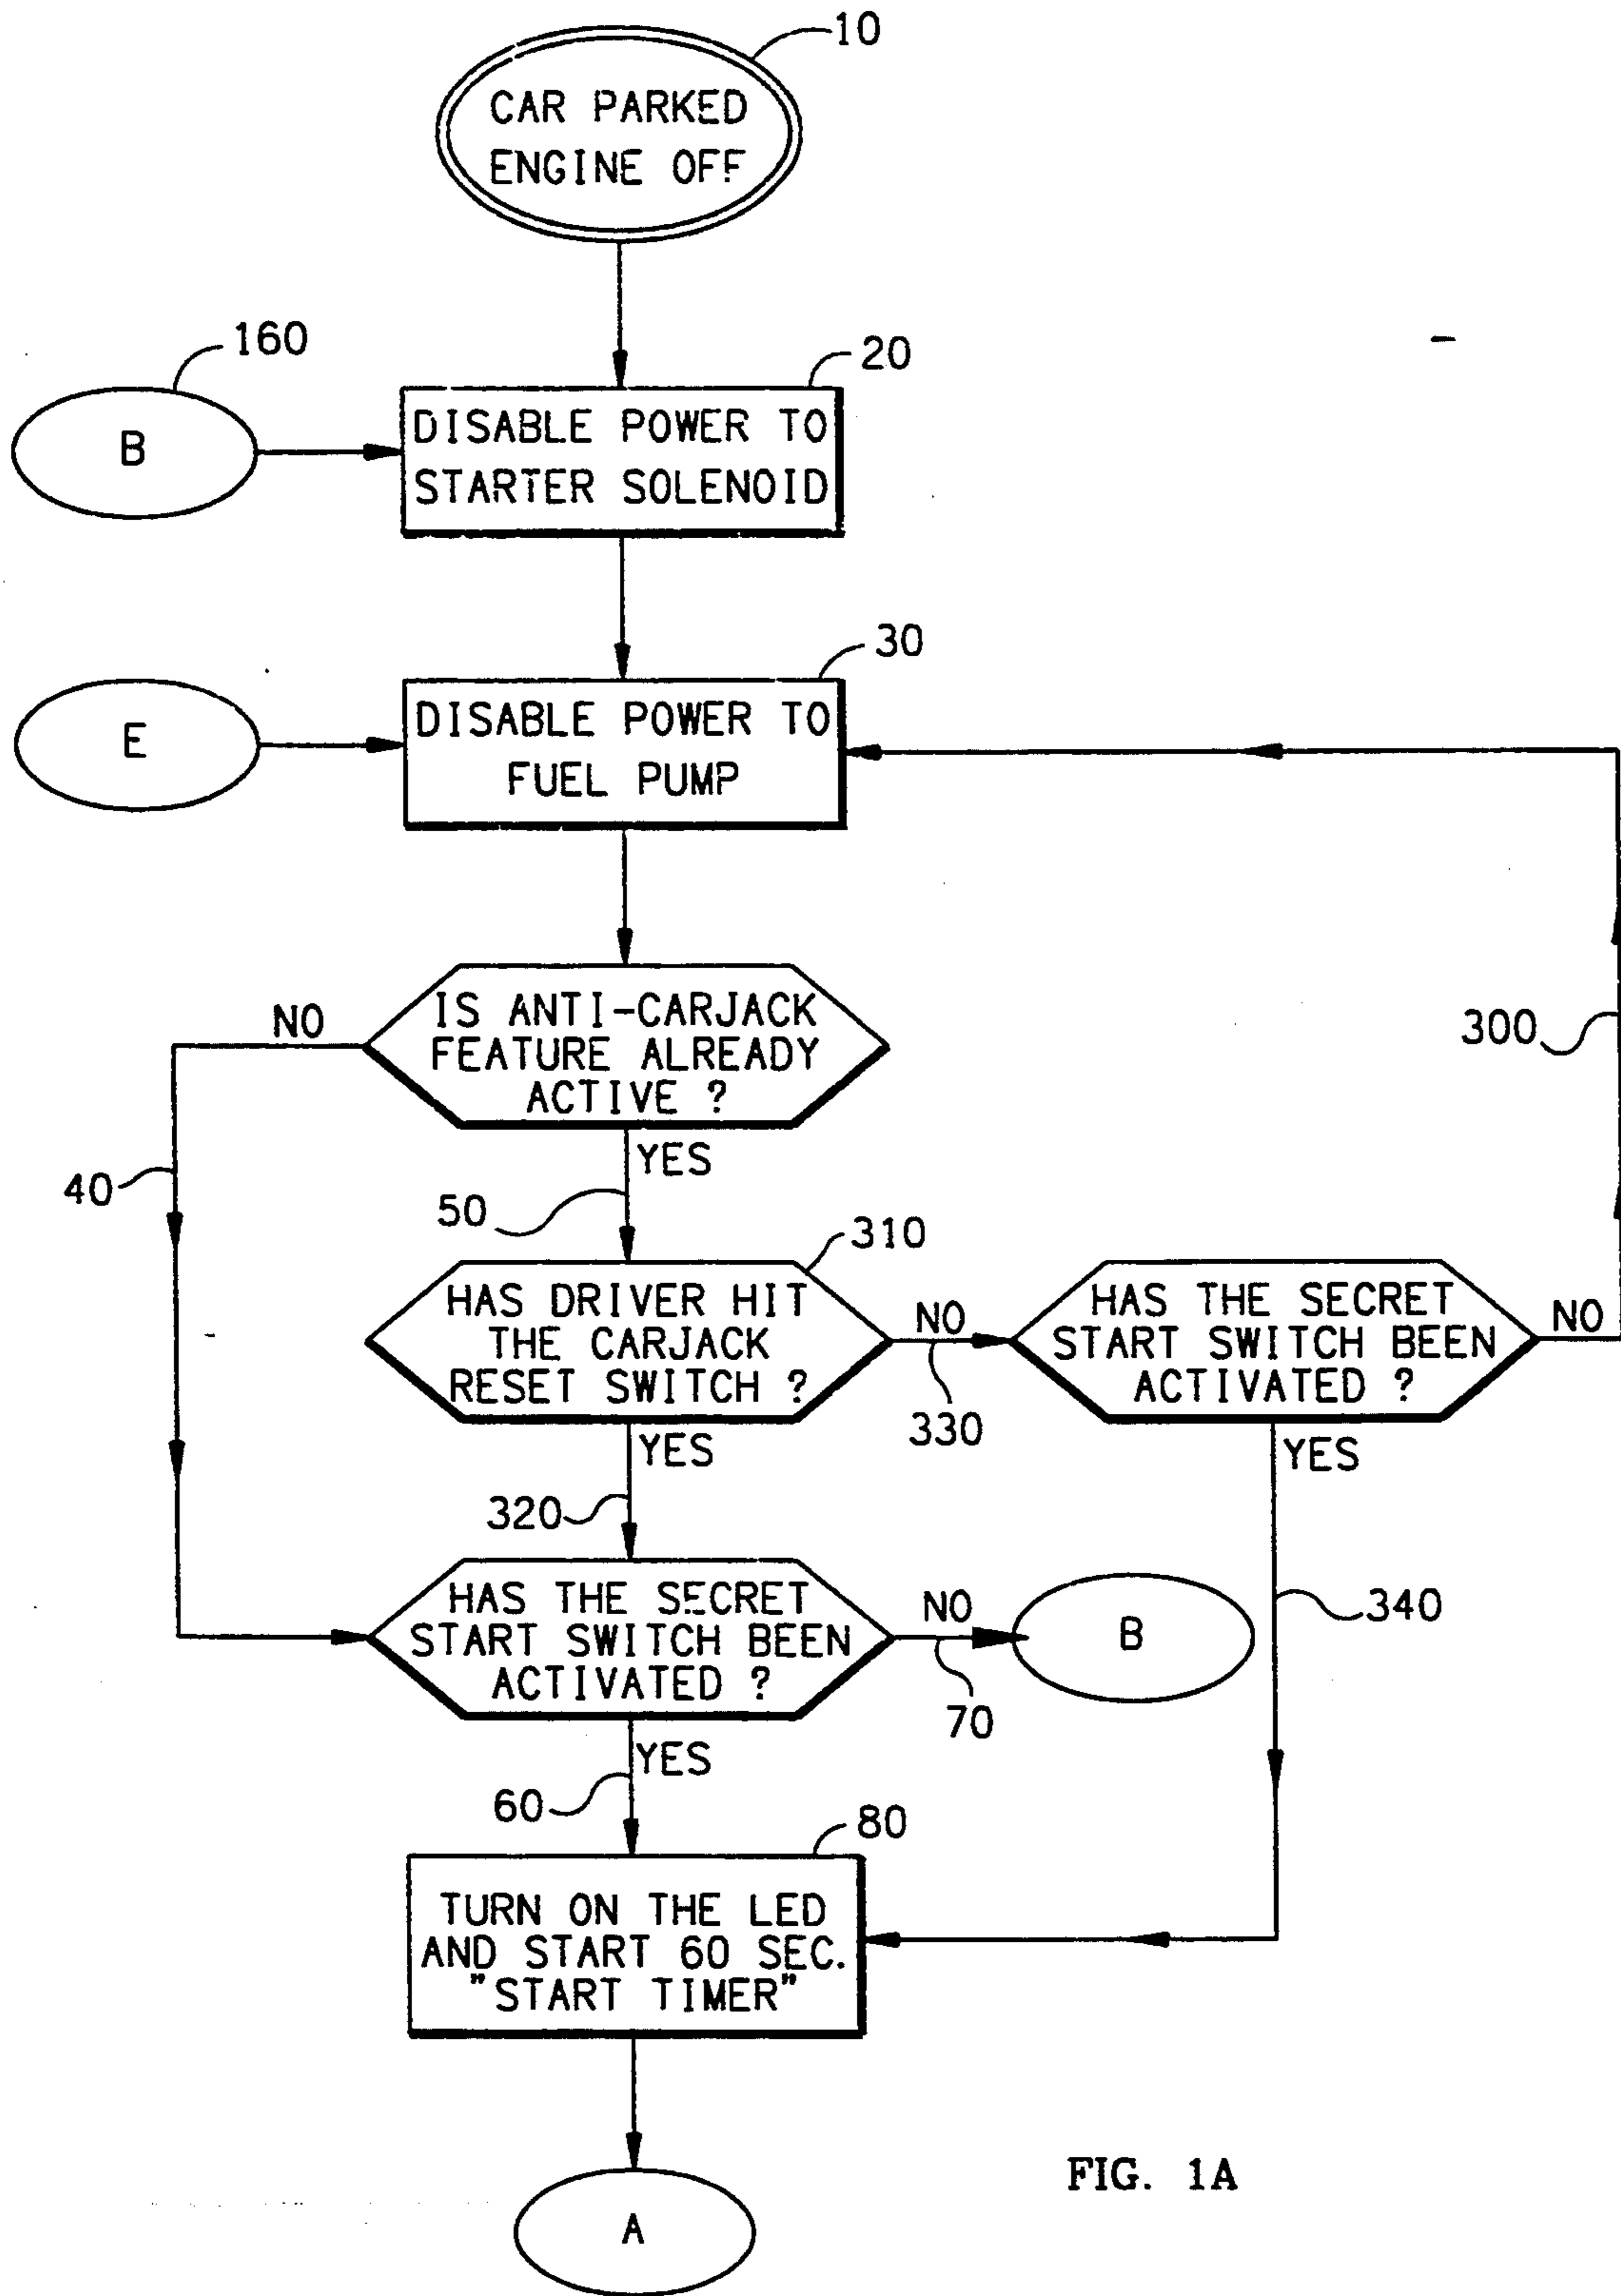 10
CAR PARKED
ENGINE OFF
160
20
B
DISABLE POWER TO
STARTER SOLENOID
30
E
DISABLE POWER TO
FUEL PUMP
NO
IS ANTI-CARJACK
FEATURE ALREADY
ACTIVE ?
300
YES
40
50
310
HAS DRIVER HIT
THE CARJACK
RESET SWITCH ?
NO
330
HAS THE SECRET
START SWITCH BEEN
ACTIVATED ?
NO
YES
YES
320
HAS THE SECRET
START SWITCH BEEN
ACTIVATED ?
NO
70
B
340
YES
60
80
TURN ON THE LED
AND START 60 SEC.
"START TIMER"
A
FIG. 1A